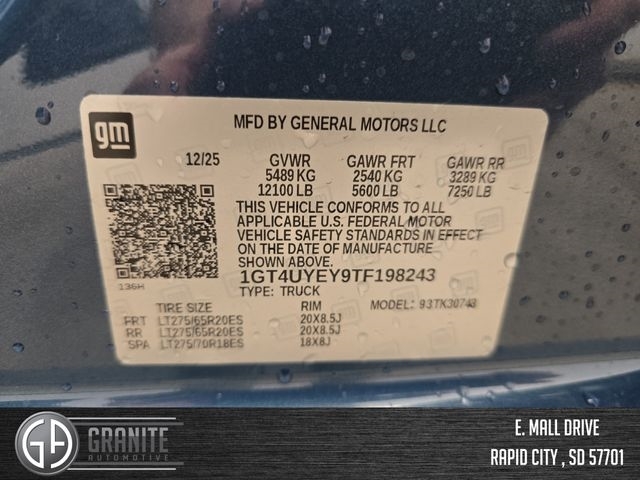 gm
MFD BY GENERAL MOTORS LLC
12/25 GVWR GAWR FRT GAWR RR
5489 KG 2540 KG 3289 KG
12100 LB 5600 LB 7250 LB
THIS VEHICLE CONFORMS TO ALL
APPLICABLE U.S. FEDERAL MOTOR
VEHICLE SAFETY STANDARDS IN EFFECT
ON THE DATE OF MANUFACTURE
SHOWN ABOVE.
1GT4UYEY9TF198243
136H
TYPE: TRUCK
TIRE SIZE RIM MODEL: 93TK30743
FRT LT275/65R20ES 20X8.5J
RR LT275/65R20ES 20X8.5J
SPA LT275/70R18ES 18X8J
GA GRANITE
AUTOMOTIVE
E. MALL DRIVE
RAPID CITY , SD 57701